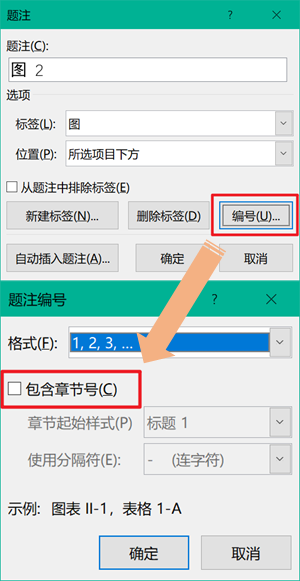 题注 ? ×
题注(C):
图 2
选项
标签(L): 图
位置(P): 所选项目下方
从题注中排除标签(E)
新建标签(N)... 删除标签(D) 编号(U)...
自动插入题注(A)... 确定 取消
题注编号 ? ×
格式(F): 1, 2, 3, ...
包含章节号(C)
章节起始样式(P) 标题 1
使用分隔符(E): - (连字符)
示例: 图表 II-1, 表格 1-A
确定 取消